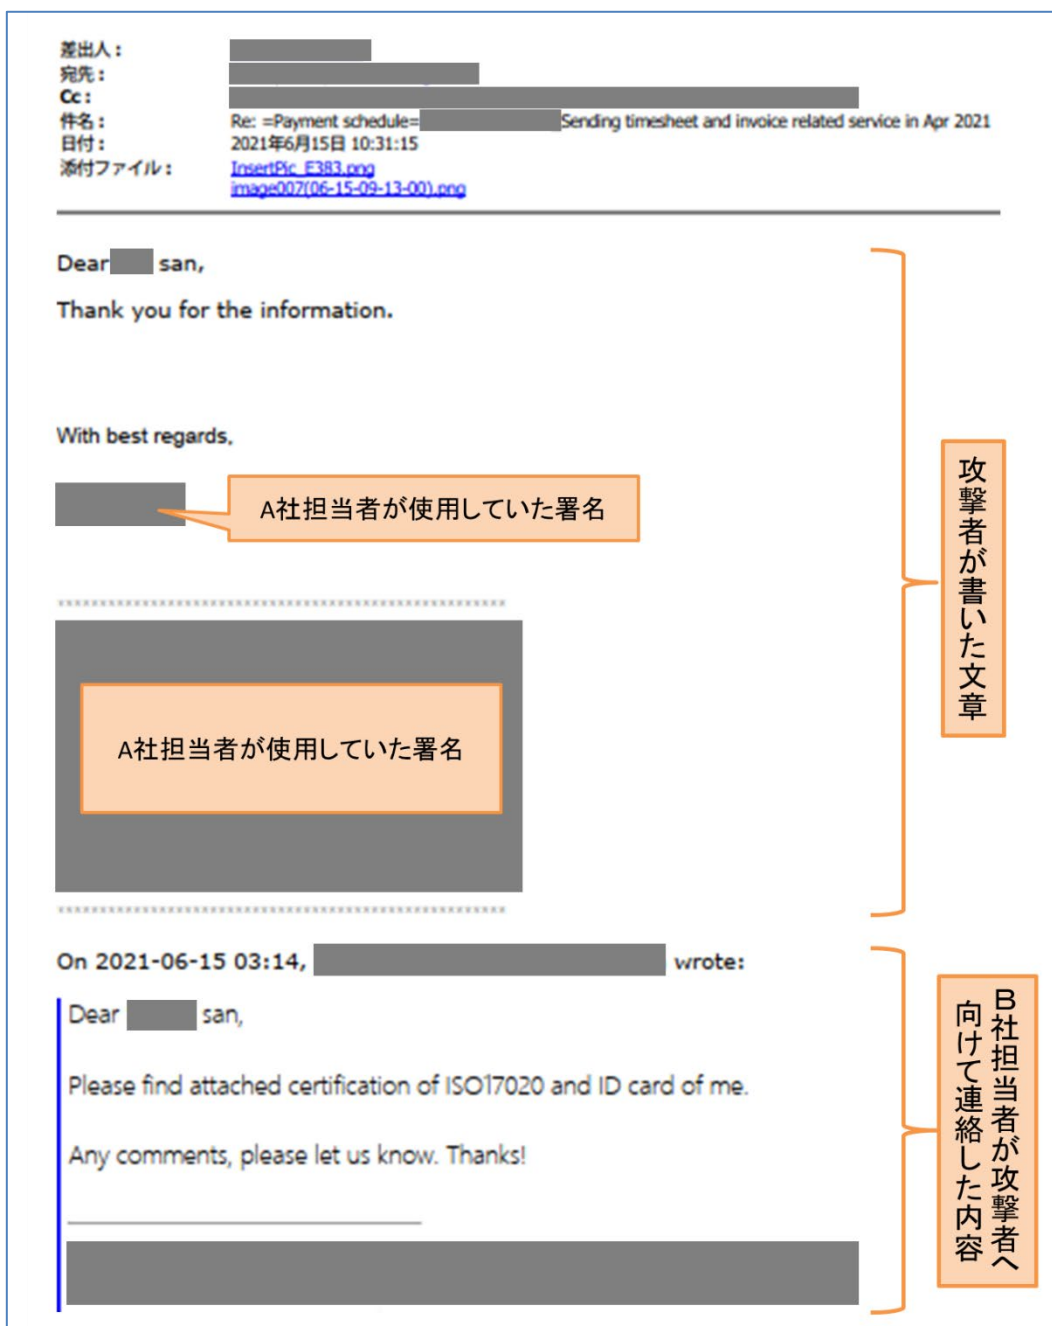 差出人：
宛先：
Cc：
件名： Re: =Payment schedule= Sending timesheet and invoice related service in Apr 2021
日付： 2021年6月15日 10:31:15
添付ファイル： InsertPic_E383.png
image007(06-15-09-13-00).png
Dear san,
Thank you for the information.
With best regards,
A社担当者が使用していた署名
A社担当者が使用していた署名
攻撃者が書いた文章
On 2021-06-15 03:14, wrote:
Dear san,
Please find attached certification of ISO17020 and ID card of me.
Any comments, please let us know. Thanks!
B社担当者が攻撃者へ
向けて連絡した内容